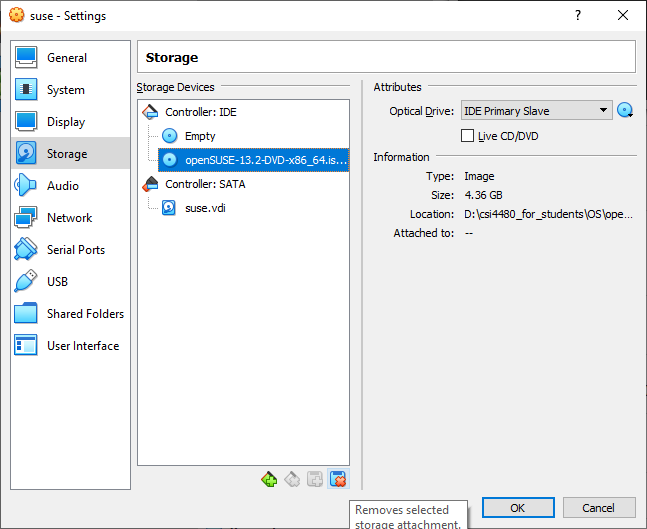 suse - Settings
General
System
Display
Storage
Audio
Network
Serial Ports
USB
Shared Folders
User Interface
Storage
Storage Devices
Controller: IDE
Empty
openSUSE-13.2-DVD-x86_64.is...
Controller: SATA
suse.vdi
Attributes
Optical Drive: IDE Primary Slave
Live CD/DVD
Information
Type: Image
Size: 4.36 GB
Location: D:\csi4480_for_students\OS\ope...
Attached to: --
Removes selected
storage attachment.
OK
Cancel